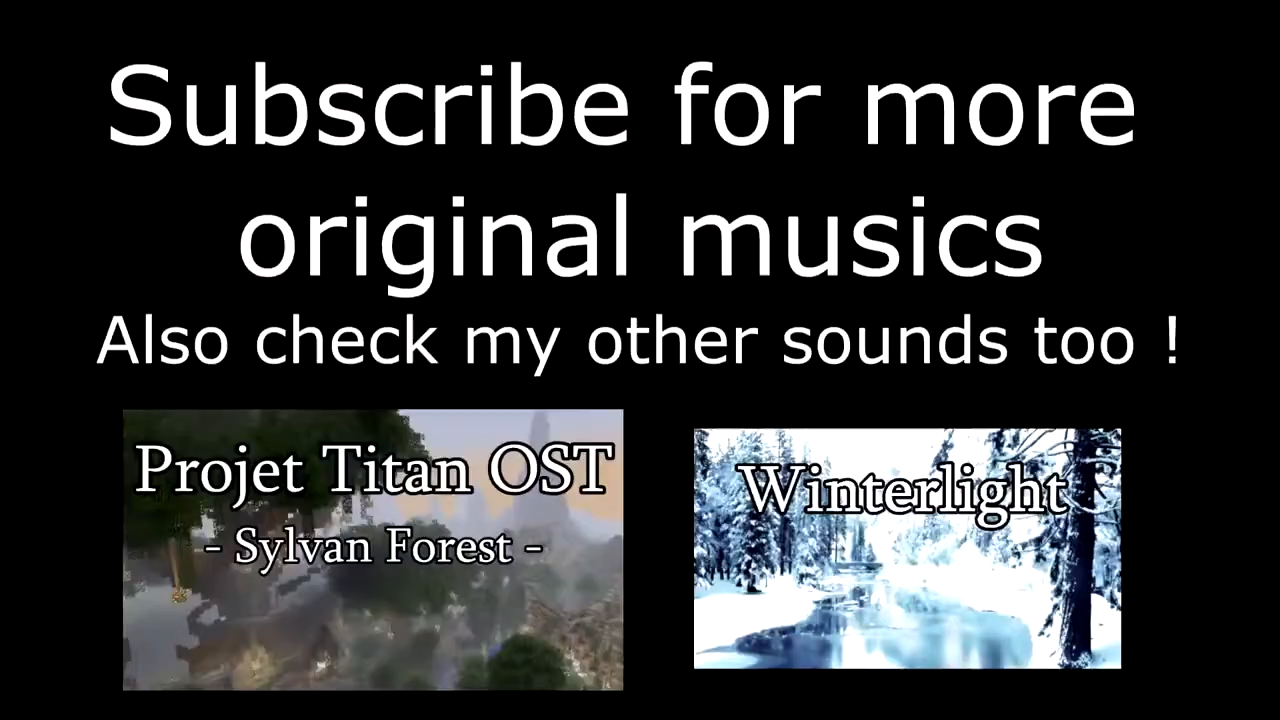 Subscribe for more
original musics
Also check my other sounds too !
Projet Titan OST
- Sylvan Forest -
Winterlight